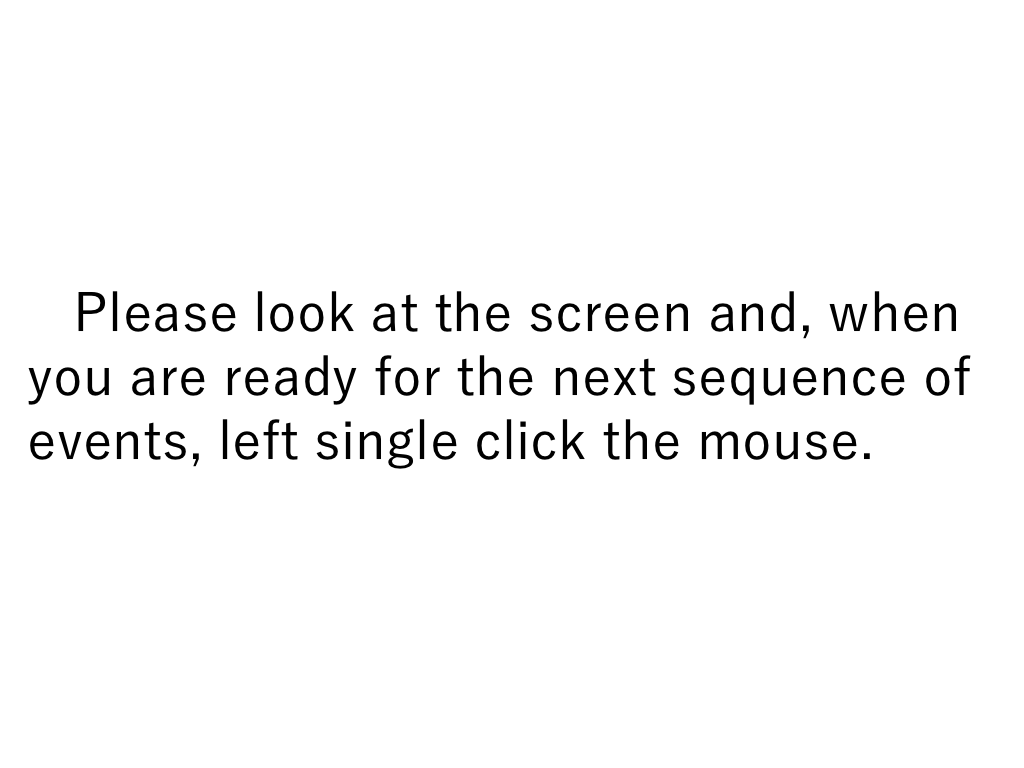 Please look at the screen and, when
you are ready for the next sequence of
events, left single click the mouse.